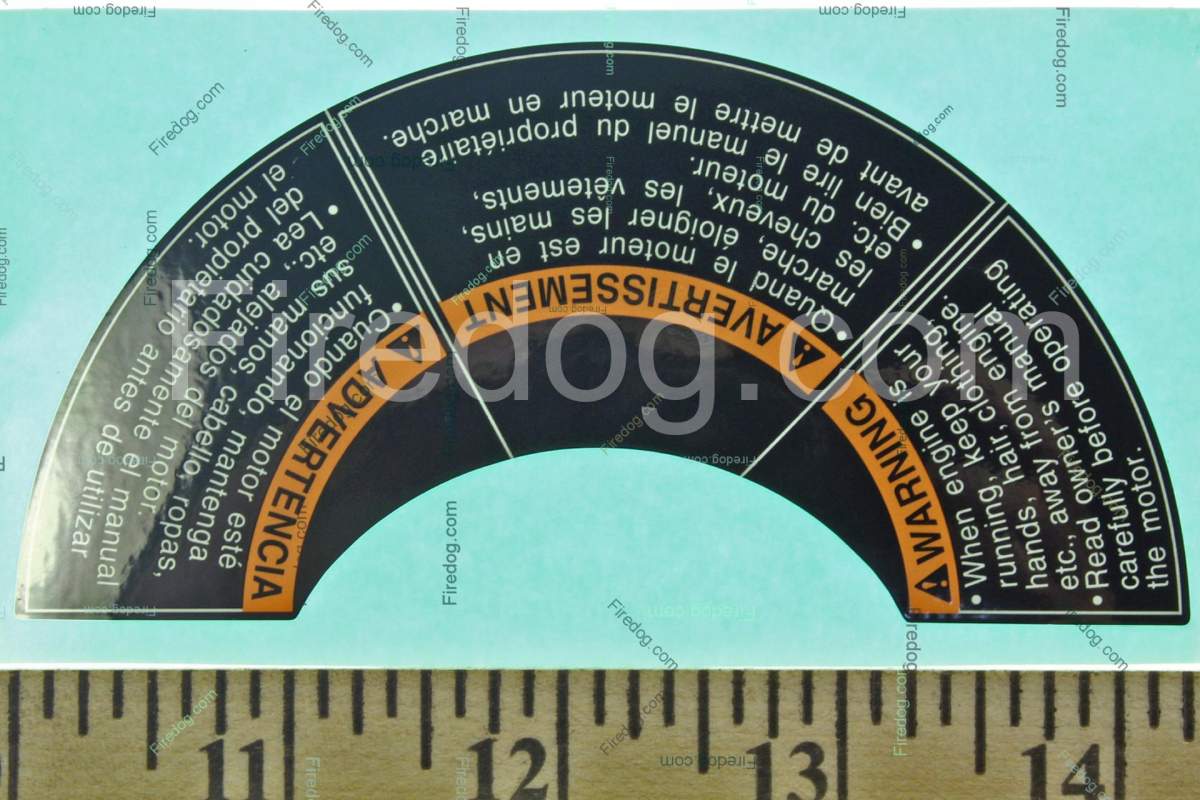 ⚠WARNING
• When engine is
running, keep your
hands, hair, clothing,
etc., away from engine.
• Read owner's manual
carefully before operating
the motor.
⚠AVERTISSEMENT
• Quand le moteur est en
marche, éloigner les mains,
les cheveux, les vêtements,
etc. du moteur.
• Bien lire le manuel du propriétaire
avant de mettre le moteur en marche.
⚠ADVERTENCIA
• Cuando el motor esté
funcionando, mantenga
sus manos, cabello ropas,
etc., alejados del motor
• Lea cuidadosamente el manual
del propietario antes de utilizar
el motor.
Firedog.com
11 12 13 14